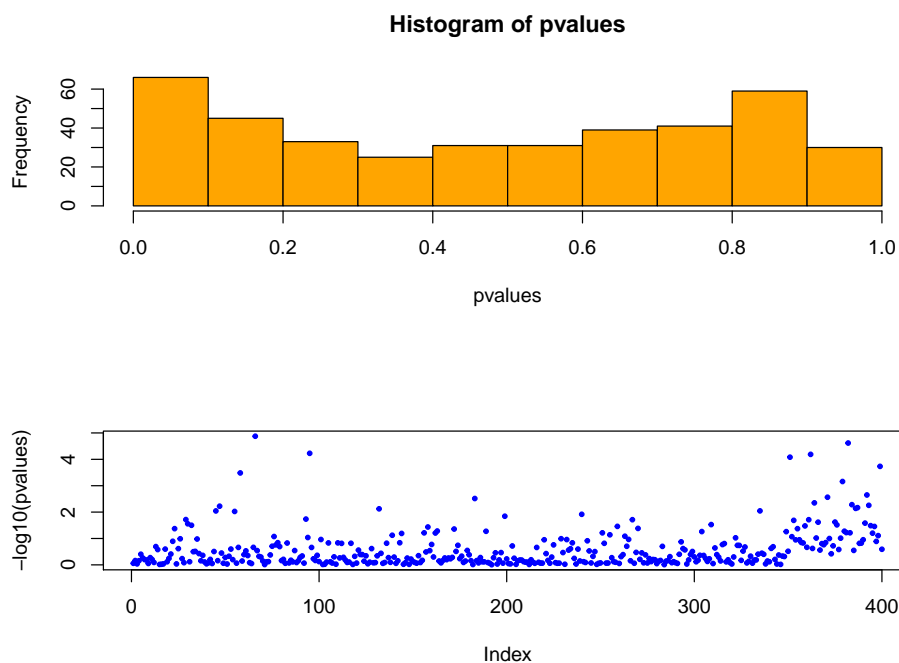 Histogram of pvalues
Frequency
60
40
20
0
0.0 0.2 0.4 0.6 0.8 1.0
pvalues
−log10(pvalues)
4
2
0
0 100 200 300 400
Index